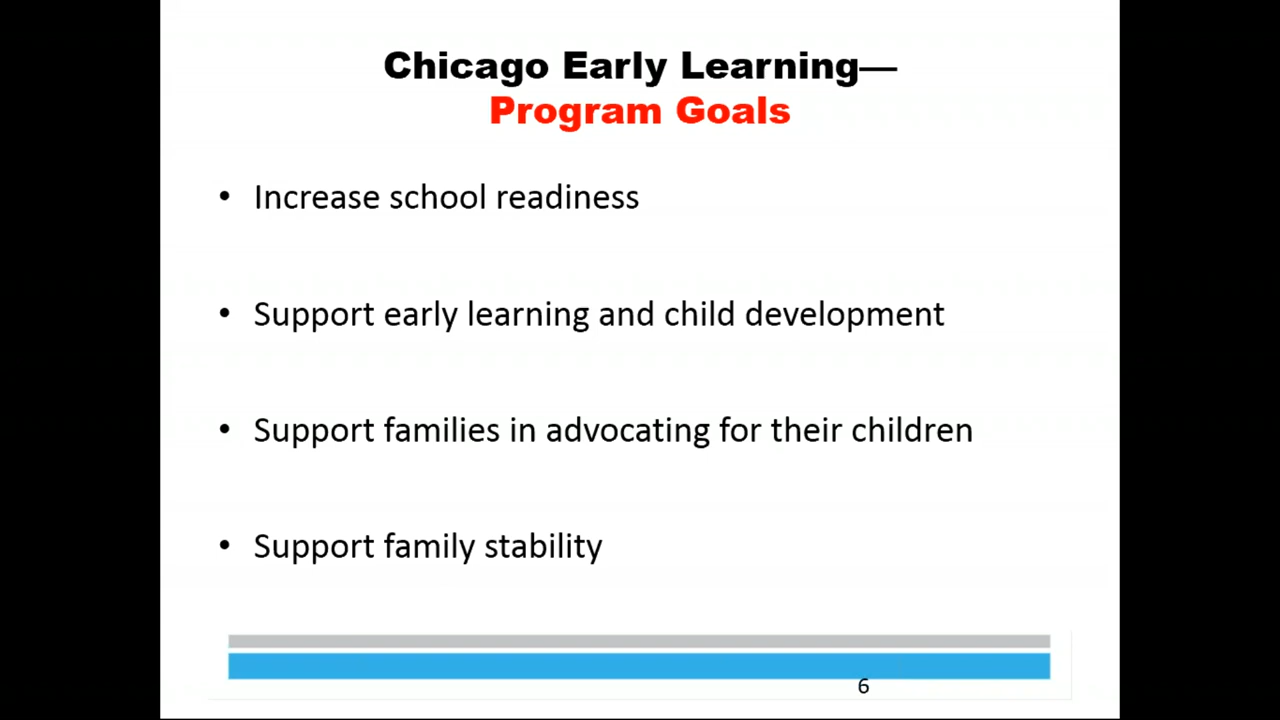 Chicago Early Learning—
Program Goals
• Increase school readiness
• Support early learning and child development
• Support families in advocating for their children
• Support family stability
6